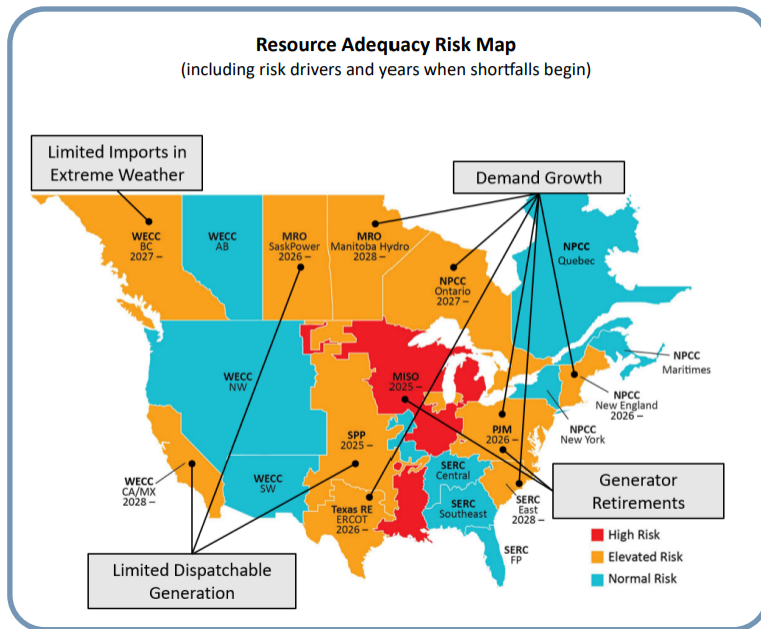 Resource Adequacy Risk Map
(including risk drivers and years when shortfalls begin)
Limited Imports in
Extreme Weather
Demand Growth
WECC
BC
2027 –
WECC
AB
MRO
SaskPower
2026 –
MRO
Manitoba Hydro
2028 –
NPCC
Ontario
2027 –
NPCC
Quebec
NPCC
Maritimes
WECC
NW
MISO
2025 –
NPCC
New England
2026 –
NPCC
New York
PJM
2026 –
SPP
2025 –
WECC
CA/MX
2028 –
WECC
SW
SERC
Central
SERC
Southeast
SERC
East
2028 –
Texas RE
ERCOT
2026 –
SERC
FP
Generator
Retirements
Limited Dispatchable
Generation
High Risk
Elevated Risk
Normal Risk